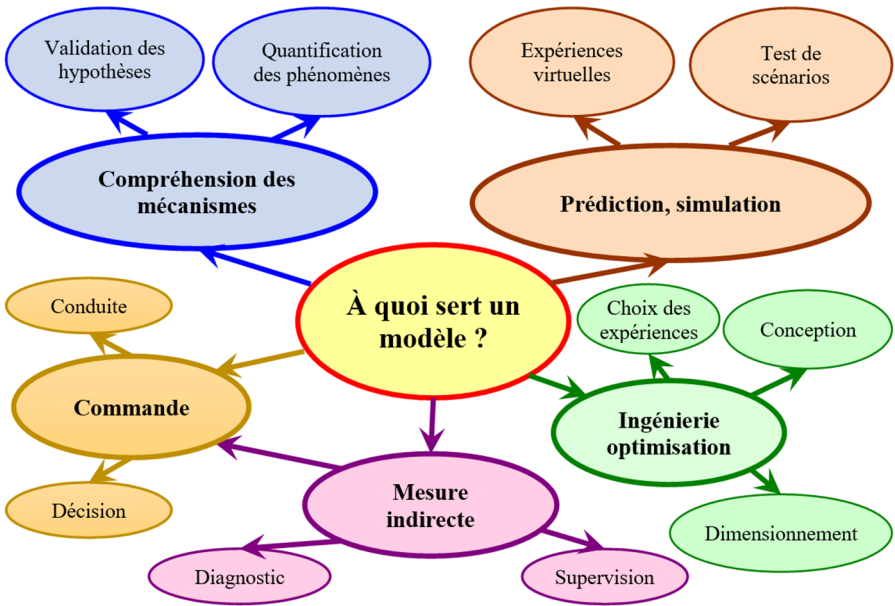 Validation des
hypothèses
Quantification
des phénomènes
Expériences
virtuelles
Test de
scénarios
Compréhension des
mécanismes
Prédiction, simulation
À quoi sert un
modèle ?
Conduite
Choix des
expériences
Conception
Commande
Ingénierie
optimisation
Décision
Mesure
indirecte
Dimensionnement
Diagnostic
Supervision